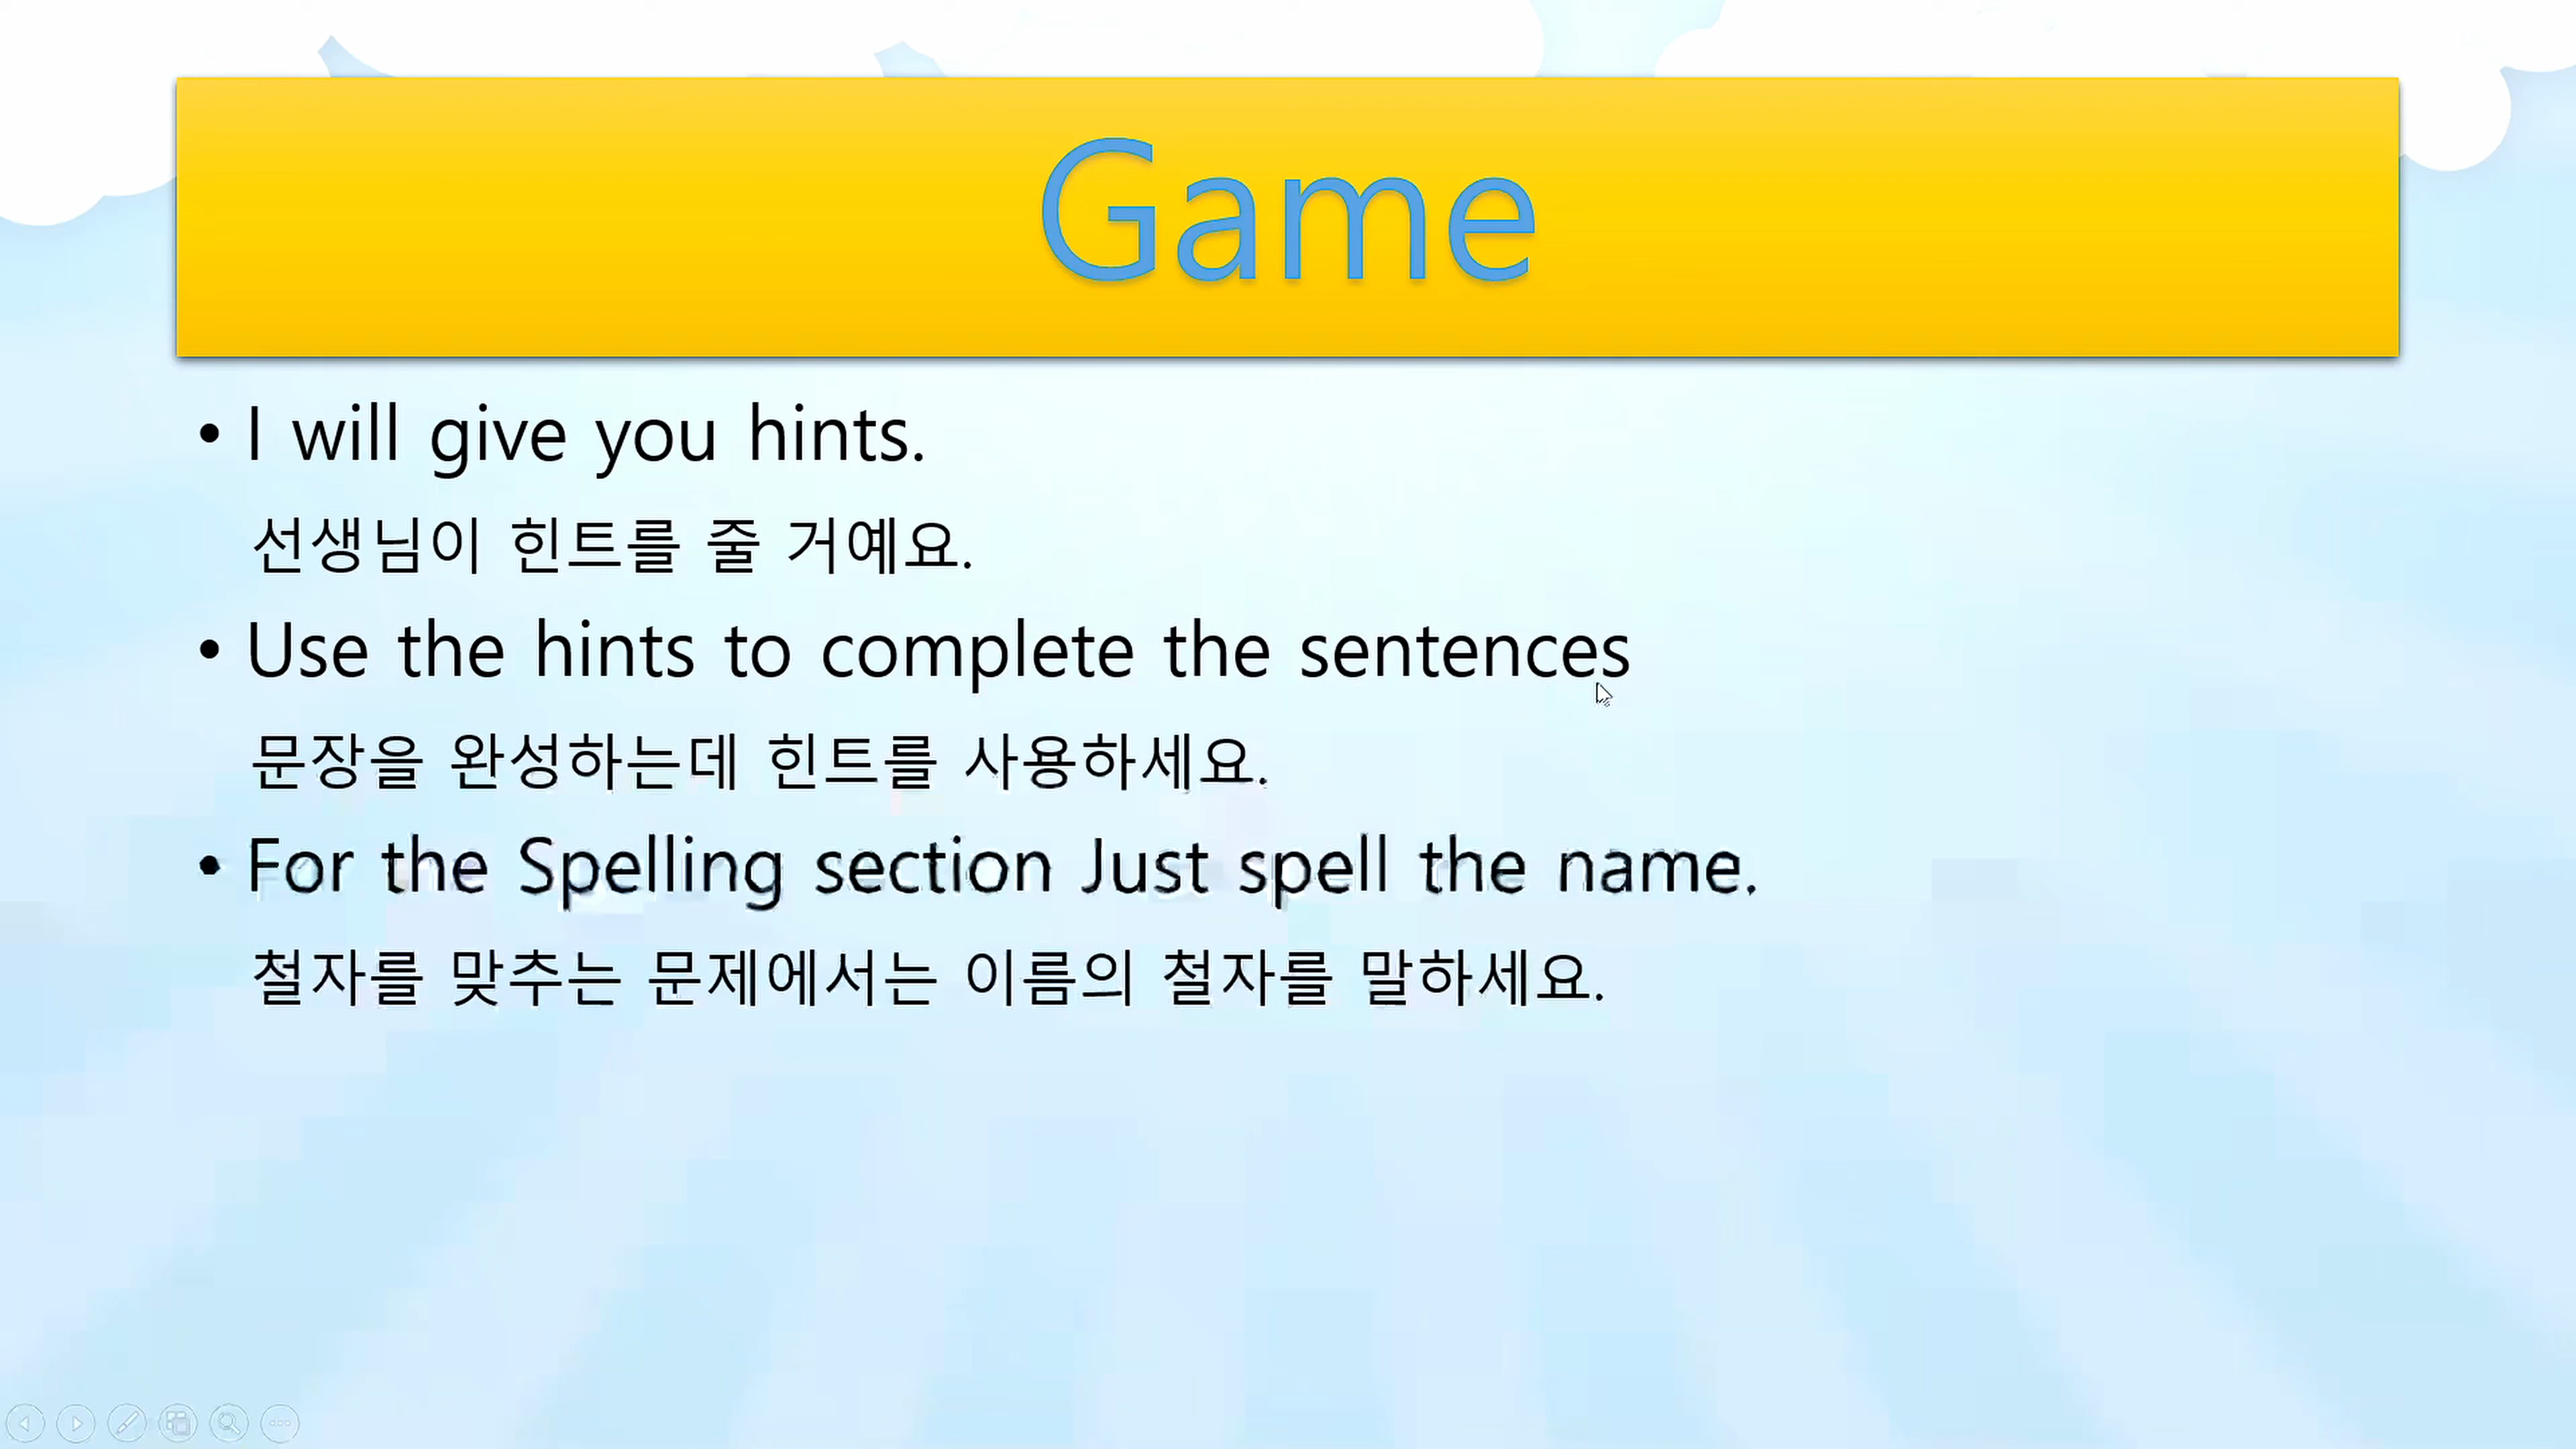 Game
• I will give you hints.
선생님이 힌트를 줄 거예요.
• Use the hints to complete the sentences
문장을 완성하는데 힌트를 사용하세요.
• For the Spelling section Just spell the name.
철자를 맞추는 문제에서는 이름의 철자를 말하세요.